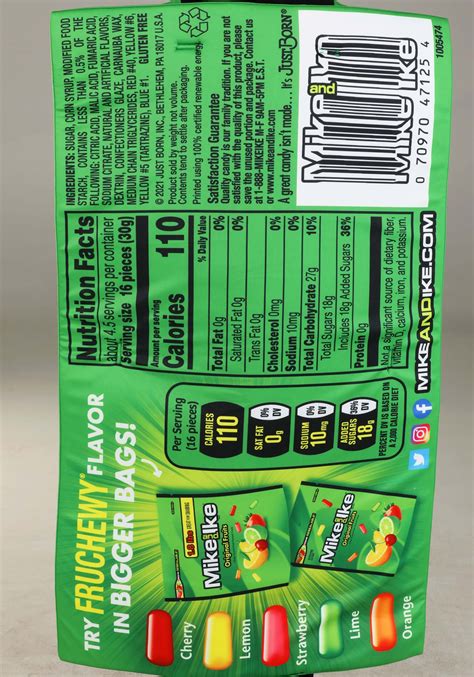 TRY FRUCHEWY® FLAVOR
IN BIGGER BAGS!
Cherry
Lemon
Strawberry
Lime
Orange
1.8 lbs
Mike and Ike
Original Fruits
Mike and Ike
Original Fruits
Per Serving
(16 pieces)
CALORIES
110
SAT FAT
0g
0% DV
SODIUM
10mg
0% DV
ADDED SUGARS
18g
36% DV
PERCENT DV IS BASED ON
A 2,000 CALORIE DIET
Nutrition Facts
about 4.5 servings per container
Serving size 16 pieces (30g)
Amount per serving
Calories 110
% Daily Value
Total Fat 0g 0%
Saturated Fat 0g 0%
Trans Fat 0g
Cholesterol 0mg 0%
Sodium 10mg 0%
Total Carbohydrate 27g 10%
Total Sugars 18g
Includes 18g Added Sugars 36%
Protein 0g
Not a significant source of dietary fiber,
vitamin D, calcium, iron, and potassium.
MIKEANDIKE.COM
INGREDIENTS: SUGAR, CORN SYRUP, MODIFIED FOOD
STARCH, CONTAINS LESS THAN 0.5% OF THE
FOLLOWING: CITRIC ACID, MALIC ACID, FUMARIC ACID,
SODIUM CITRATE, NATURAL AND ARTIFICIAL FLAVORS,
DEXTRIN, CONFECTIONERS GLAZE, CARNAUBA WAX,
MEDIUM CHAIN TRIGLYCERIDES, RED #40, YELLOW #6,
YELLOW #5 (TARTRAZINE), BLUE #1. GLUTEN FREE
© 2021 JUST BORN, INC., BETHLEHEM, PA 18017 U.S.A.
Product sold by weight not volume.
Contents tend to settle after packaging.
Printed using 100% certified renewable energy.
Satisfaction Guarantee
Quality candy is our family tradition. If you are not
satisfied with the quality of this product, please
save the unused portion and package. Contact us
at 1-888-MIKEIKE M-F 9AM-5PM E.S.T.
or www.mikeandike.com
A great candy isn't made... It's JUST BORN®
Mike and Ike
0 70970 47125 4
1005474